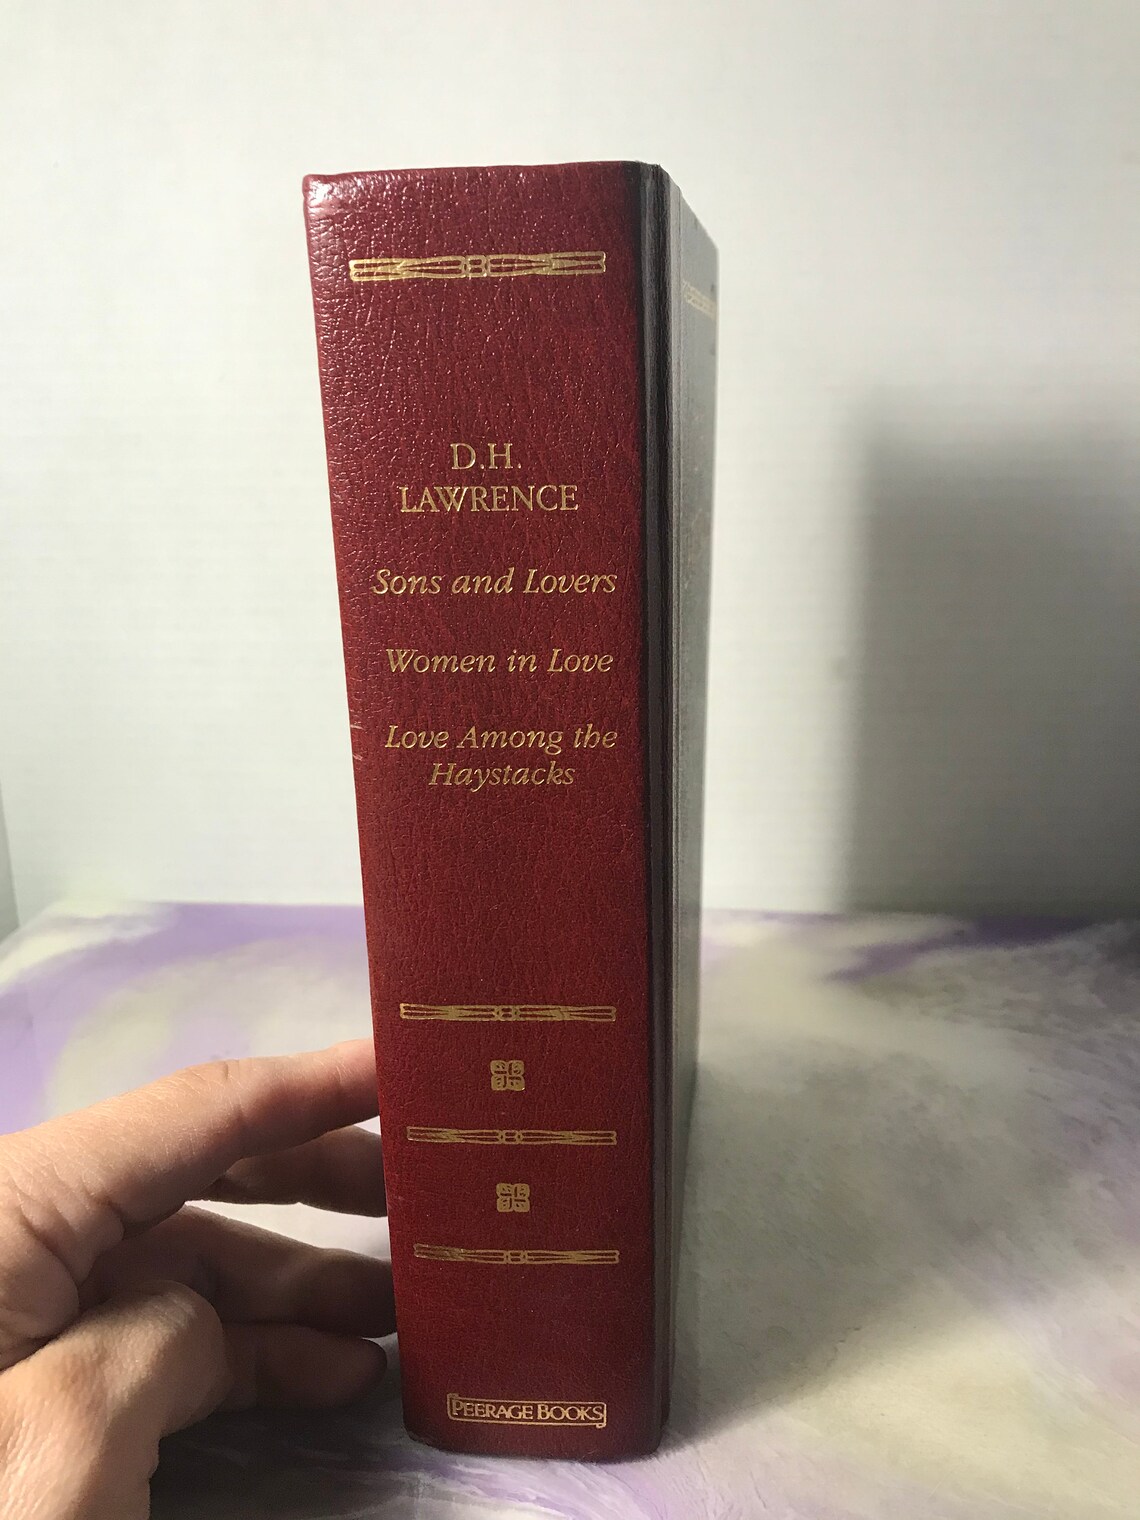 D.H.
LAWRENCE
Sons and Lovers
Women in Love
Love Among the
Haystacks
PEERAGE BOOKS